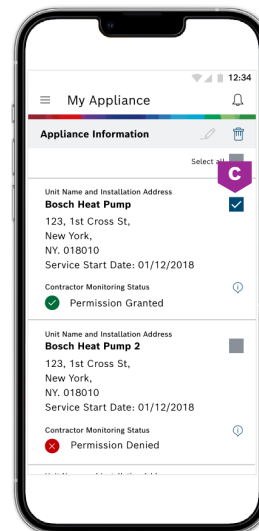 12:34
My Appliance
Appliance Information
Select all
C
Unit Name and Installation Address
Bosch Heat Pump
123, 1st Cross St,
New York,
NY. 018010
Service Start Date: 01/12/2018
Contractor Monitoring Status
Permission Granted
Unit Name and Installation Address
Bosch Heat Pump 2
123, 1st Cross St,
New York,
NY. 018010
Service Start Date: 01/12/2018
Contractor Monitoring Status
Permission Denied